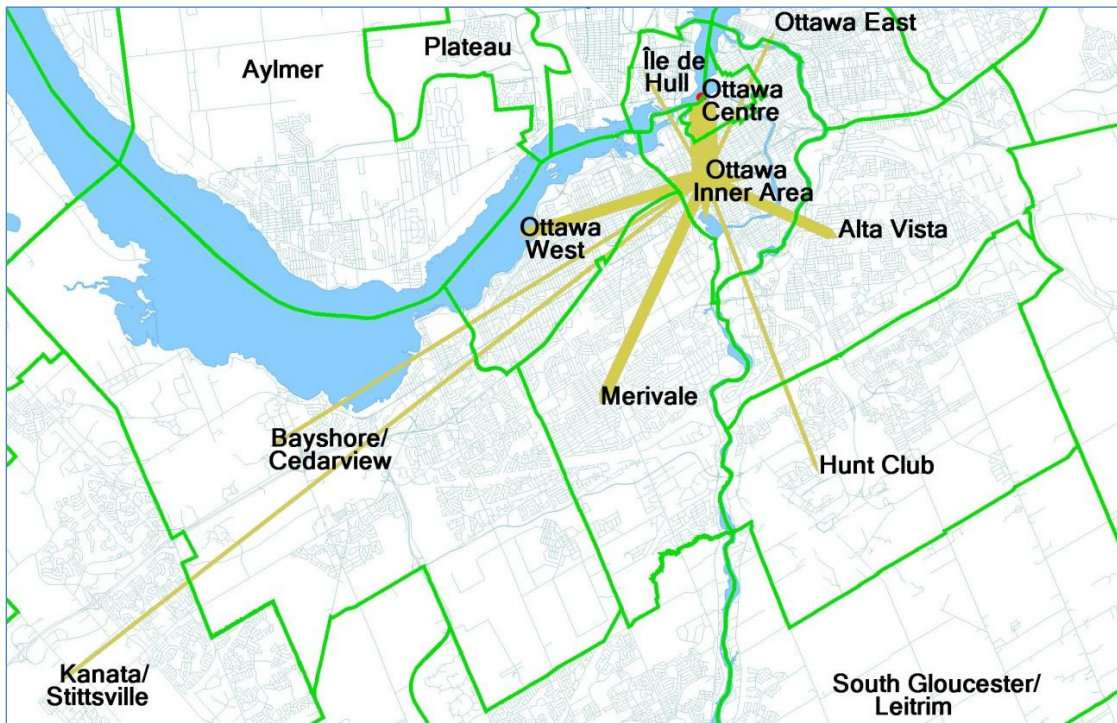 Ottawa East
Plateau
Aylmer
Île de
Hull
Ottawa
Centre
Ottawa
Inner Area
Ottawa
West
Alta Vista
Merivale
Bayshore/
Cedarview
Hunt Club
Kanata/
Stittsville
South Gloucester/
Leitrim